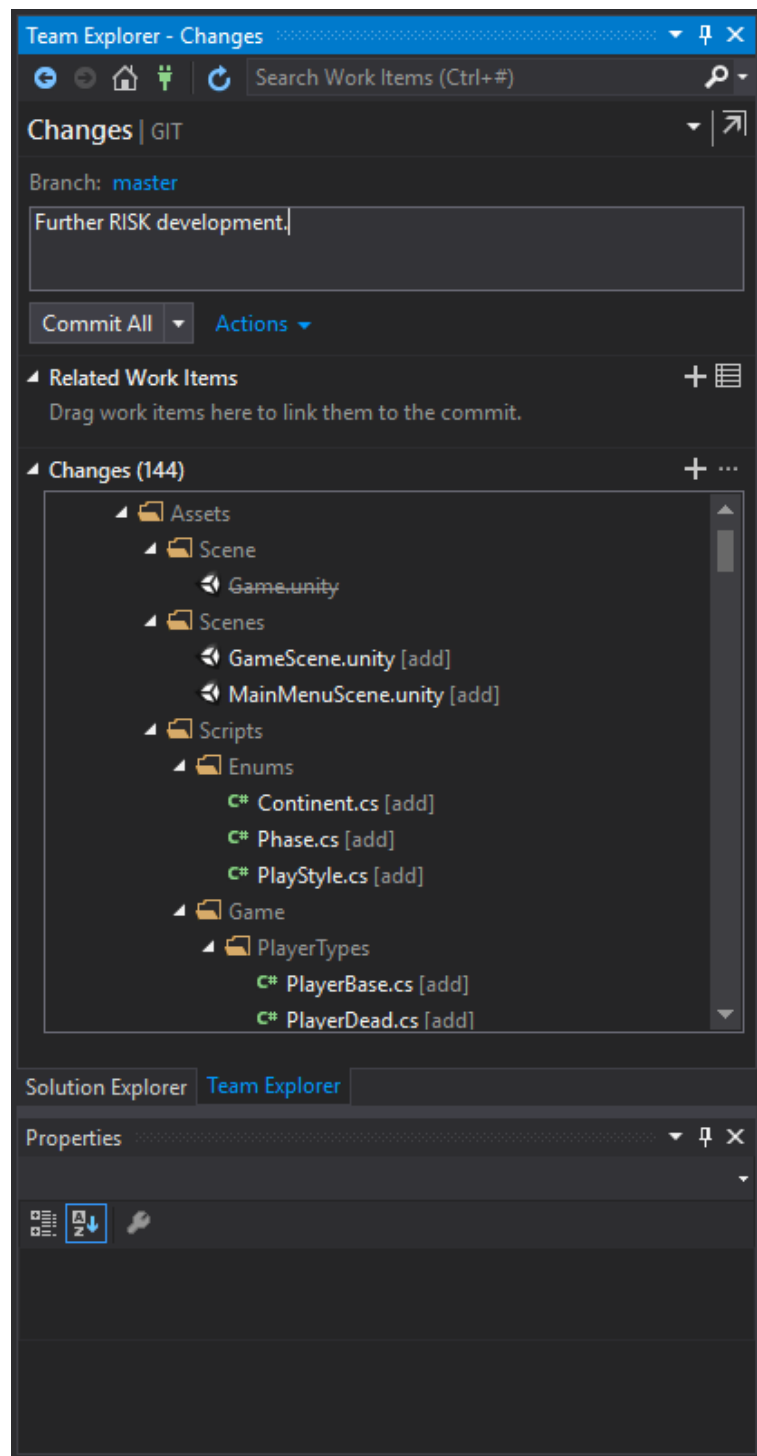 Team Explorer - Changes
Search Work Items (Ctrl+#)
Changes | GIT
Branch: master
Further RISK development.
Commit All Actions
Related Work Items
Drag work items here to link them to the commit.
Changes (144)
Assets
Scene
Game.unity
Scenes
GameScene.unity [add]
MainMenuScene.unity [add]
Scripts
Enums
C# Continent.cs [add]
C# Phase.cs [add]
C# PlayStyle.cs [add]
Game
PlayerTypes
C# PlayerBase.cs [add]
C# PlayerDead.cs [add]
Solution Explorer Team Explorer
Properties